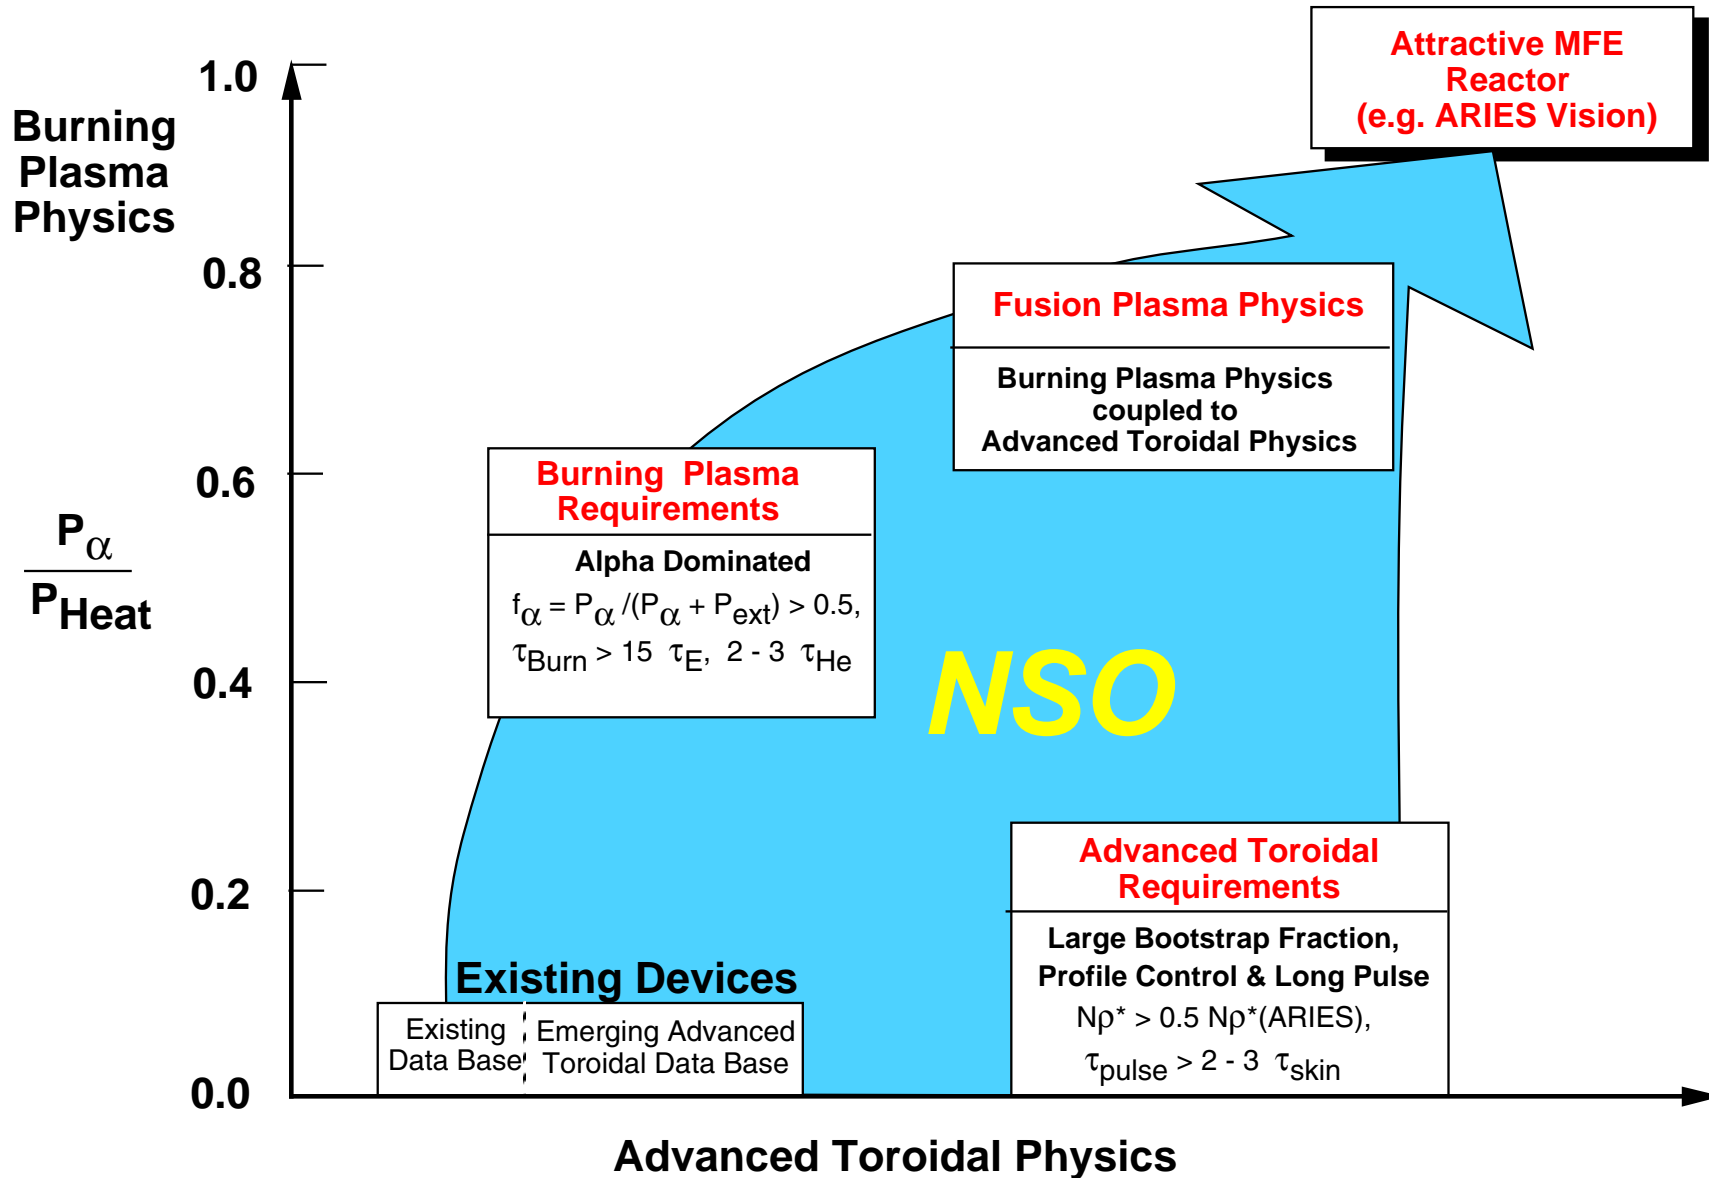 Attractive MFE
Reactor
(e.g. ARIES Vision)
1.0
Burning
Plasma
Physics
0.8
Fusion Plasma Physics
Burning Plasma Physics
coupled to
Advanced Toroidal Physics
0.6
Burning Plasma
Requirements
Alpha Dominated
fα = Pα /(Pα + Pext) > 0.5,
τBurn > 15 τE, 2 - 3 τHe
Pα
PHeat
0.4
NSO
0.2
Advanced Toroidal
Requirements
Large Bootstrap Fraction,
Profile Control & Long Pulse
Nρ* > 0.5 Nρ*(ARIES),
τpulse > 2 - 3 τskin
Existing Devices
Existing
Data Base
Emerging Advanced
Toroidal Data Base
0.0
Advanced Toroidal Physics